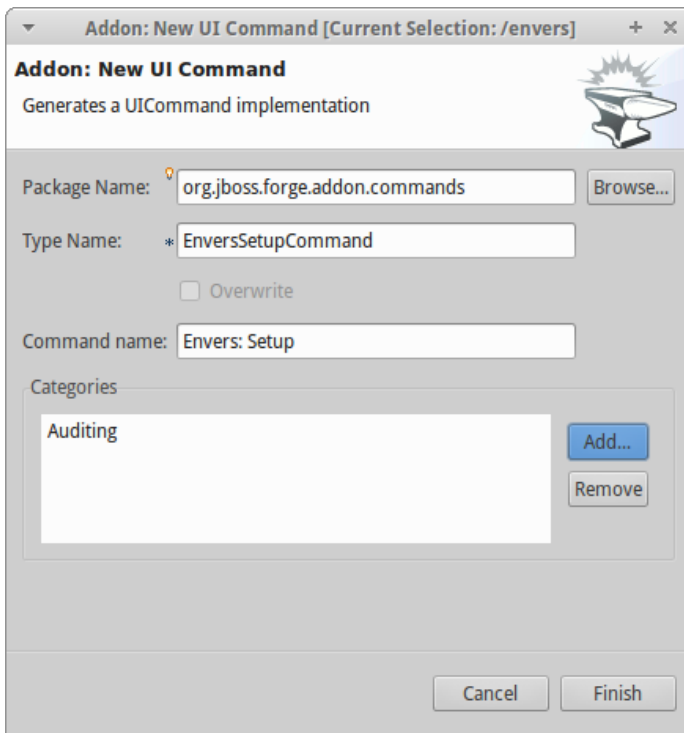 Addon: New UI Command [Current Selection: /envers]
Addon: New UI Command
Generates a UICommand implementation
Package Name: org.jboss.forge.addon.commands Browse...
Type Name: * EnversSetupCommand
Overwrite
Command name: Envers: Setup
Categories
Auditing
Add...
Remove
Cancel Finish